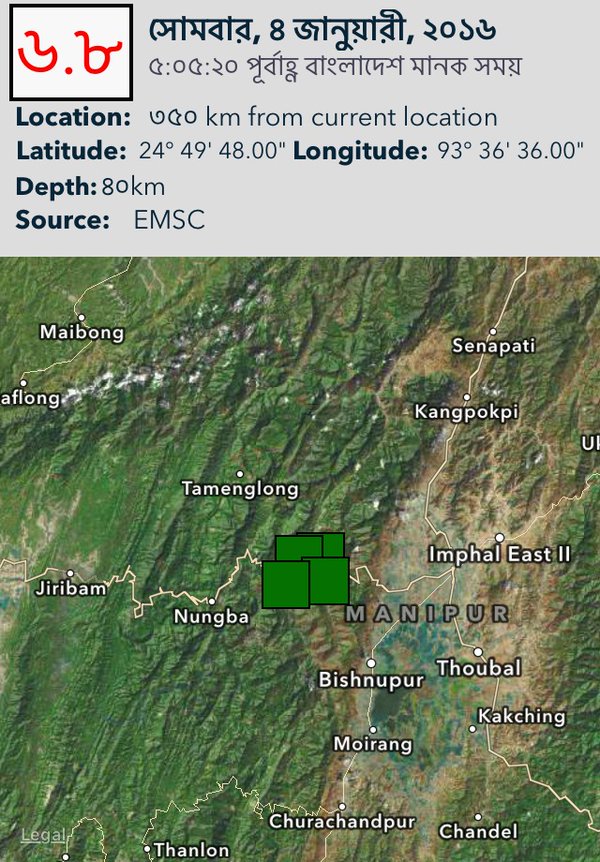 ৬.৮
সোমবার, ৪ জানুয়ারী, ২০১৬
৫:০৫:২০ পূর্বাহ্ণ বাংলাদেশ মানক সময়
Location: ৩৫০ km from current location
Latitude: 24° 49' 48.00" Longitude: 93° 36' 36.00"
Depth: ৪০km
Source: EMSC
Maibong
Senapati
aflong
Kangpokpi
Uk
Tamenglong
Imphal East II
Jiribam
Nungba
MANIPUR
Bishnupur
Thoubal
Kakching
Moirang
Churachandpur
Chandel
Legal
Thanlon